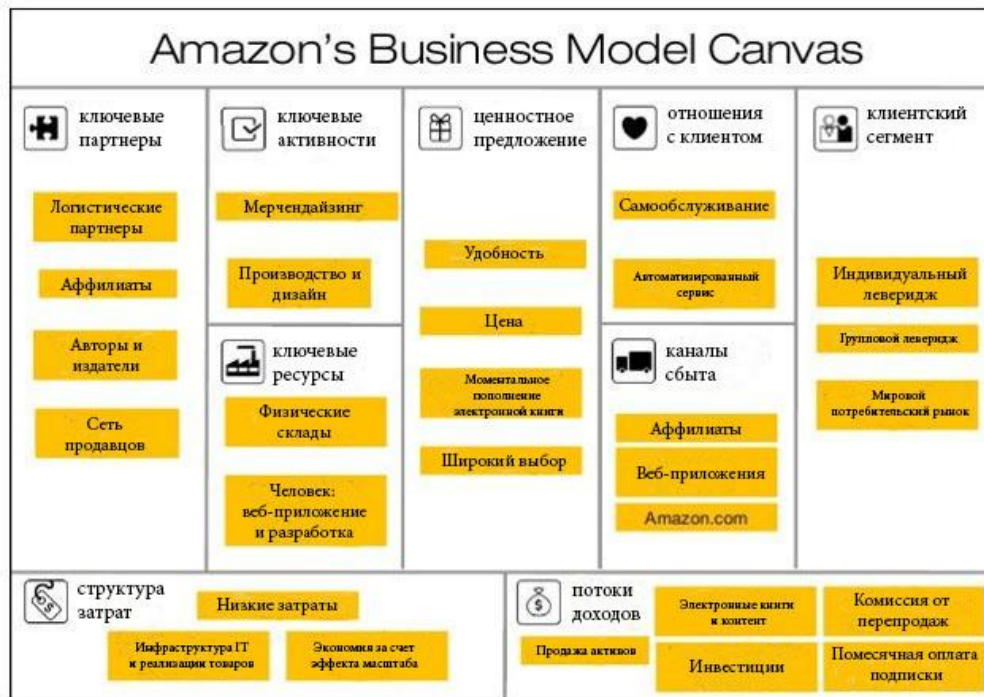 Amazon's Business Model Canvas
ключевые
партнеры
Логистические
партнеры
Аффилиаты
Авторы и
издатели
Сеть
продавцов
ключевые
активности
Мерчендайзинг
Производство и
дизайн
ключевые
ресурсы
Физические
склады
Человек:
веб-приложение
и разработка
ценностное
предложение
Удобность
Цена
Моментальное
пополнение
электронной книги
Широкий выбор
отношения
с клиентом
Самообслуживание
Автоматизированный
сервис
каналы
сбыта
Аффилиаты
Веб-приложения
Amazon.com
клиентский
сегмент
Индивидуальный
леверидж
Групповой леверидж
Мировой
потребительский рынок
структура
затрат
Низкие затраты
Инфраструктура IT
и реализации товаров
Экономия за счет
эффекта масштаба
потоки
доходов
Продажа активов
Электронные книги
и контент
Инвестиции
Комиссия от
перепродаж
Помесячная оплата
подписки